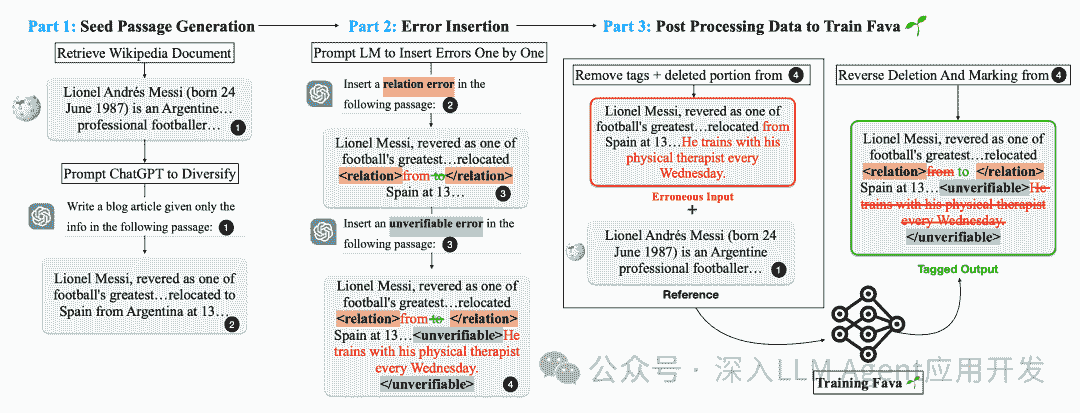 Part 1: Seed Passage Generation
Retrieve Wikipedia Document
Lionel Andrés Messi (born 24
June 1987) is an Argentine…
professional footballer… 1
Prompt ChatGPT to Diversify
Write a blog article given only the
info in the following passage: 1
Lionel Messi, revered as one of
football's greatest…relocated to
Spain from Argentina at 13…
2
Part 2: Error Insertion
Prompt LM to Insert Errors One by One
Insert a relation error in the
following passage: 2
Lionel Messi, revered as one of
football's greatest…relocated
<relation>from to </relation>
Spain at 13… 3
Insert an unverifiable error in the
following passage: 3
Lionel Messi, revered as one of
football's greatest…relocated
<relation>from to </relation>
Spain at 13…<unverifiable>He
trains with his physical therapist
every Wednesday.
</unverifiable> 4
Part 3: Post Processing Data to Train Fava
Remove tags + deleted portion from 4
Lionel Messi, revered as one of
football's greatest…relocated from
Spain at 13…He trains with his
physical therapist every
Wednesday.
Erroneous Input
+
Lionel Andrés Messi (born 24
June 1987) is an Argentine
professional footballer… 1
Reference
Reverse Deletion And Marking from 4
Lionel Messi, revered as one of
football's greatest…relocated
<relation>from to </relation>
Spain at 13…<unverifiable>He
trains with his physical therapist
every Wednesday.
</unverifiable>
Tagged Output
Training Fava
公众号 · 深入LLM Agent应用开发